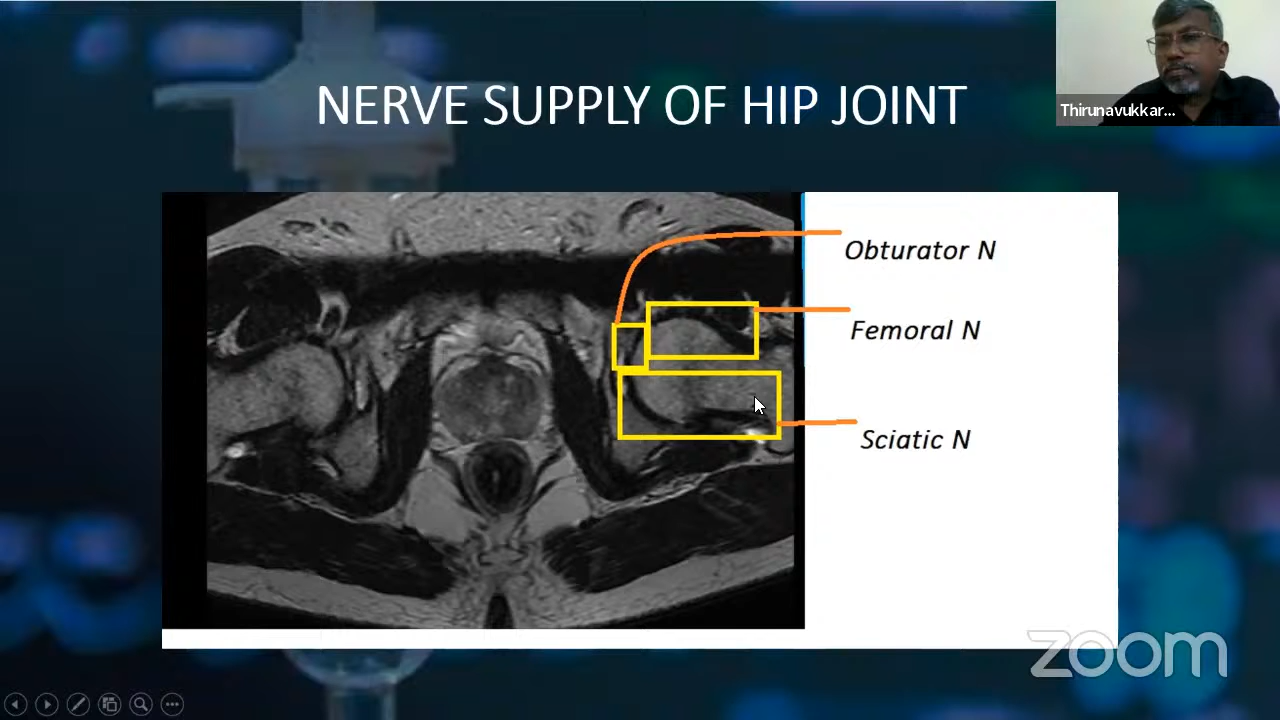 NERVE SUPPLY OF HIP JOINT
Thirunavukkar...
Obturator N
Femoral N
Sciatic N
zoom